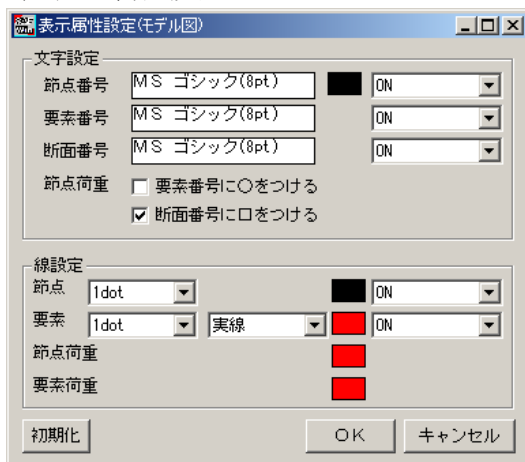 表示属性設定(モデル図)
文字設定
節点番号 ＭＳ ゴシック(8pt) ON
要素番号 ＭＳ ゴシック(8pt) ON
断面番号 ＭＳ ゴシック(8pt) ON
節点荷重 要素番号に○をつける
断面番号に□をつける
線設定
節点 1dot ON
要素 1dot 実線 ON
節点荷重
要素荷重
初期化 ＯＫ キャンセル